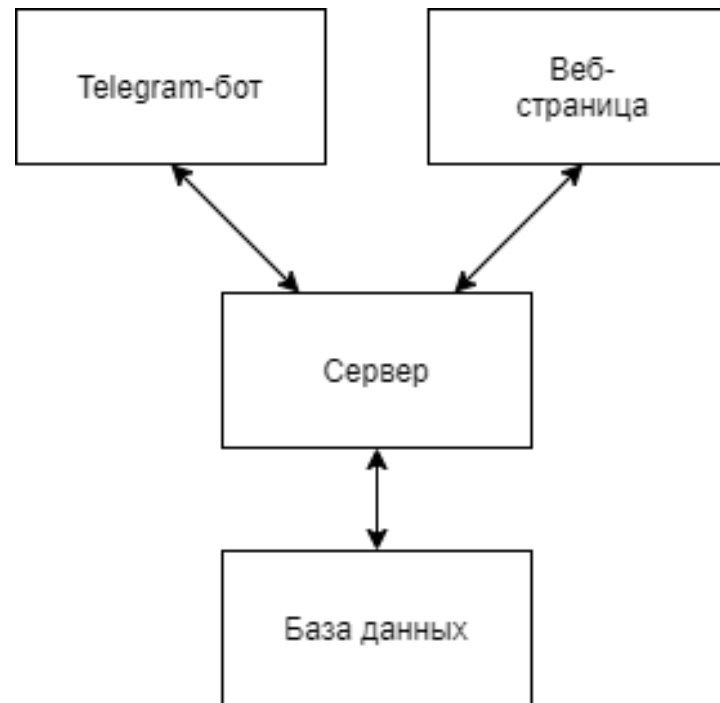 Telegram-бот
Веб-
страница
Сервер
База данных